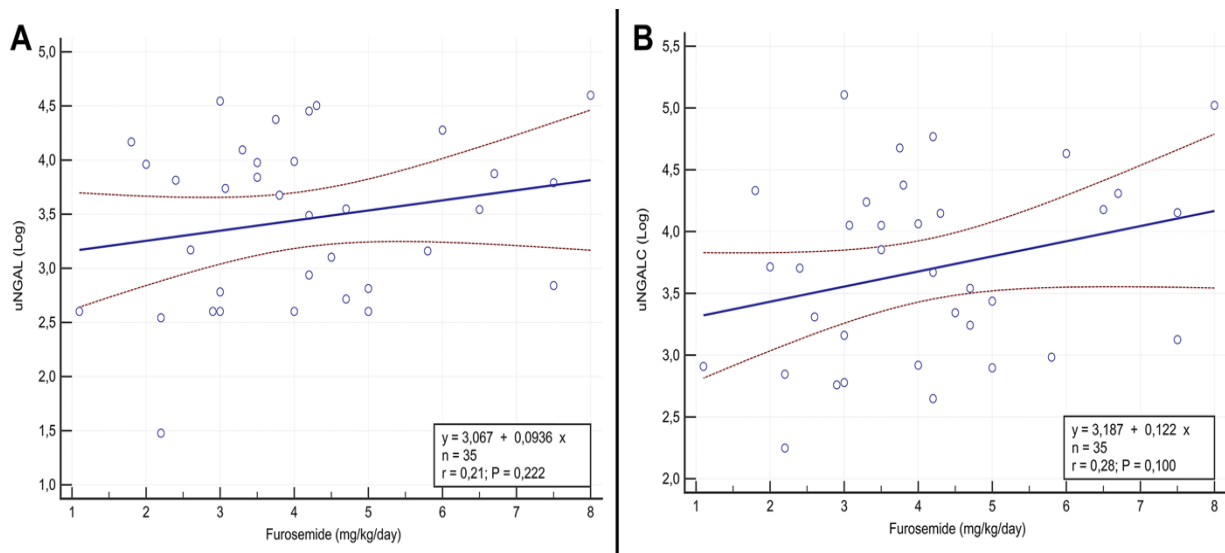 A
uNGAL (Log)
5,0
4,5
4,0
3,5
3,0
2,5
2,0
1,5
1,0
y = 3,067 + 0,0936 x
n = 35
r = 0,21; P = 0,222
1 2 3 4 5 6 7 8
Furosemide (mg/kg/day)
B
uNGALC (Log)
5,5
5,0
4,5
4,0
3,5
3,0
2,5
2,0
y = 3,187 + 0,122 x
n = 35
r = 0,28; P = 0,100
1 2 3 4 5 6 7 8
Furosemide (mg/kg/day)